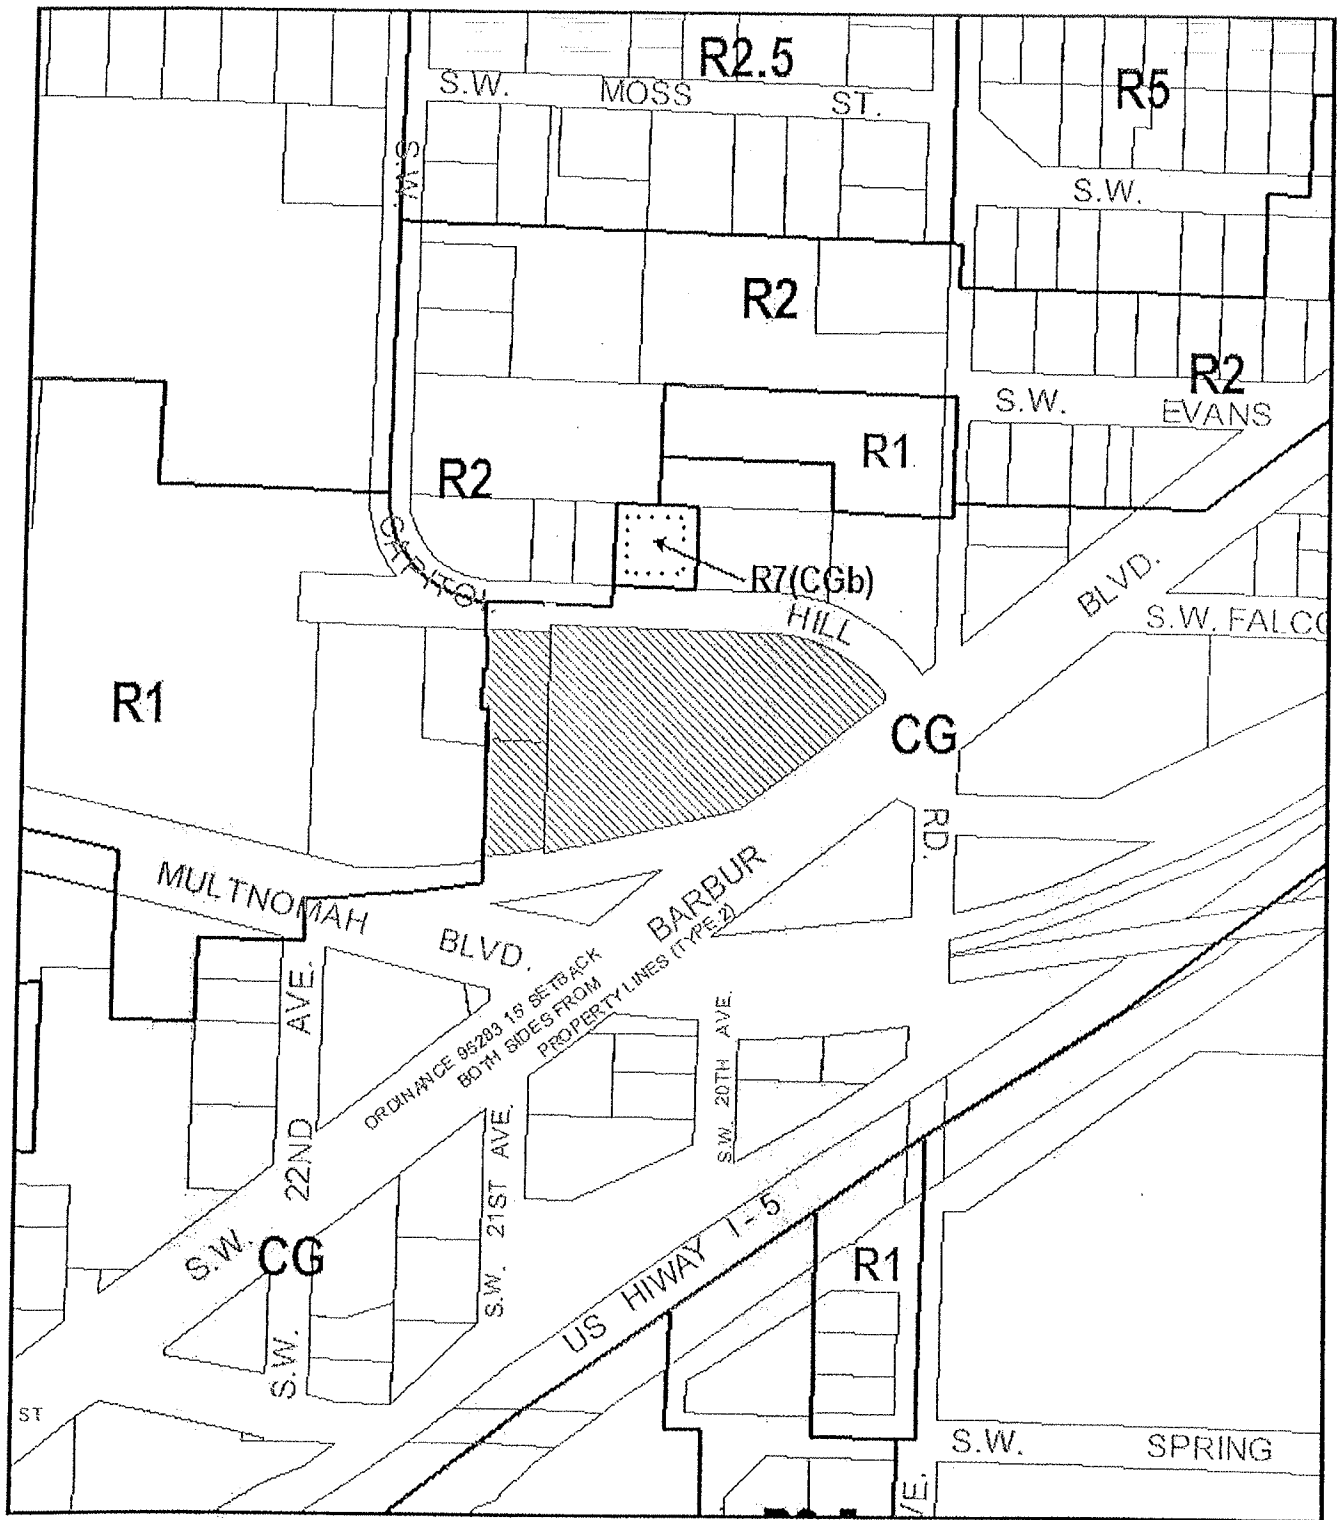 R2.5
R5
S.W. MOSS ST.
S.W.
S.W.
R2
R2
S.W. EVANS
R1
R2
CAPITOL
R7(CGb)
HILL
BLVD.
S.W. FALCO
R1
CG
RD.
MULTNOMAH BLVD.
BARBUR
ORDINANCE 95283 15' SETBACK
BOTH SIDES FROM
PROPERTY LINES (TYPE 2)
AVE.
S.W. 20TH AVE.
22ND
S.W. 21ST AVE.
S.W.
CG
S.W.
US HIWAY I - 5
R1
ST
S.W. SPRING
VE.